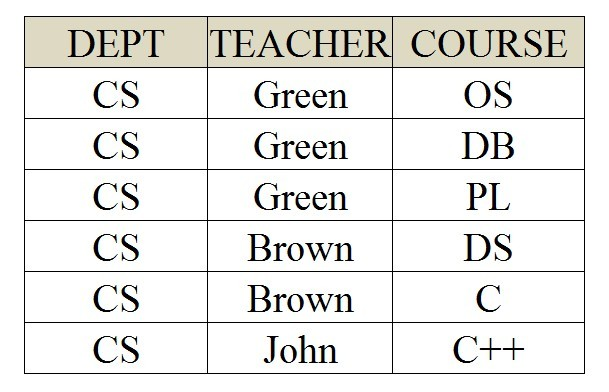 DEPT TEACHER COURSE
CS Green OS
CS Green DB
CS Green PL
CS Brown DS
CS Brown C
CS John C++